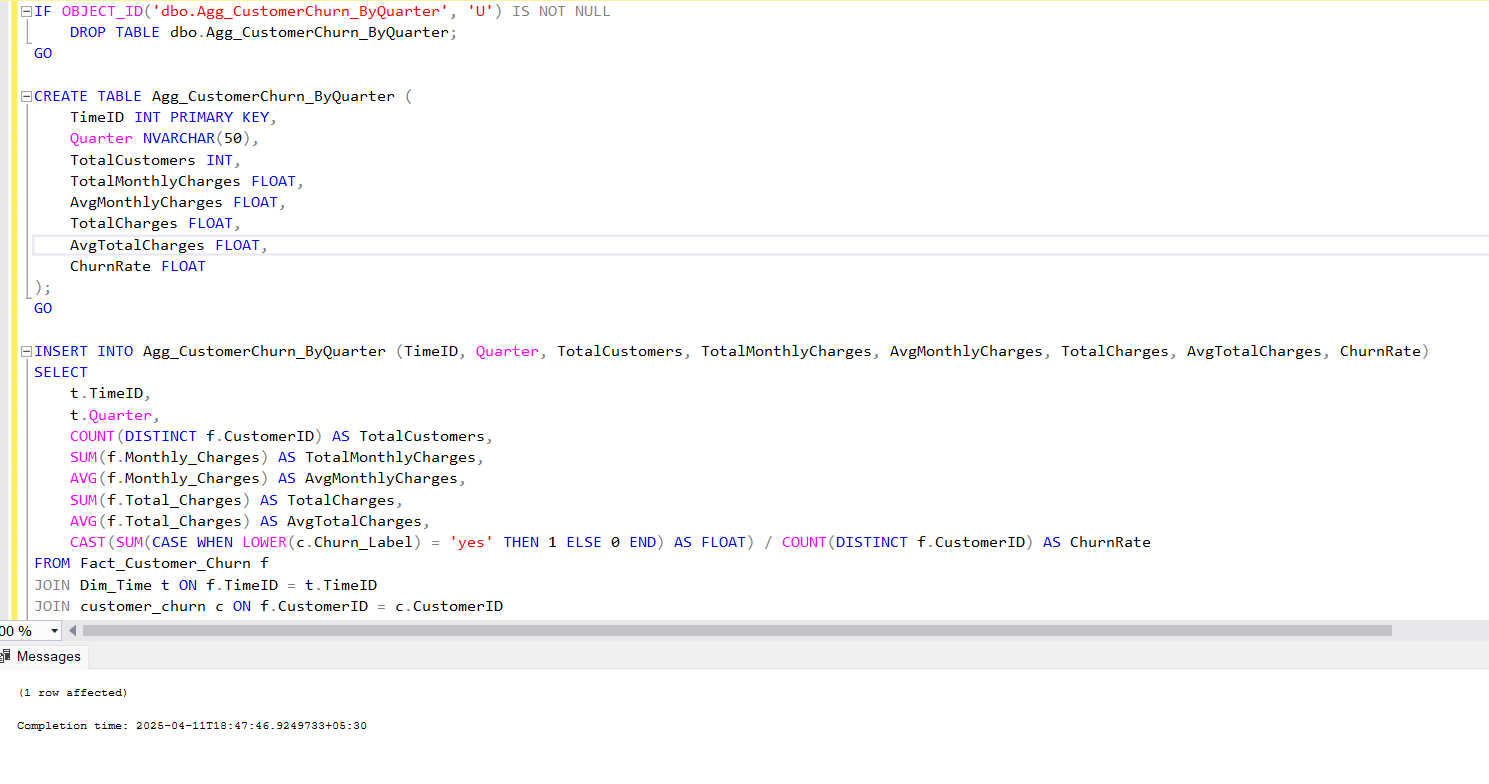 IF OBJECT_ID('dbo.Agg_CustomerChurn_ByQuarter', 'U') IS NOT NULL
    DROP TABLE dbo.Agg_CustomerChurn_ByQuarter;
GO
CREATE TABLE Agg_CustomerChurn_ByQuarter (
    TimeID INT PRIMARY KEY,
    Quarter NVARCHAR(50),
    TotalCustomers INT,
    TotalMonthlyCharges FLOAT,
    AvgMonthlyCharges FLOAT,
    TotalCharges FLOAT,
    AvgTotalCharges FLOAT,
    ChurnRate FLOAT
);
GO
INSERT INTO Agg_CustomerChurn_ByQuarter (TimeID, Quarter, TotalCustomers, TotalMonthlyCharges, AvgMonthlyCharges, TotalCharges, AvgTotalCharges, ChurnRate)
SELECT
    t.TimeID,
    t.Quarter,
    COUNT(DISTINCT f.CustomerID) AS TotalCustomers,
    SUM(f.Monthly_Charges) AS TotalMonthlyCharges,
    AVG(f.Monthly_Charges) AS AvgMonthlyCharges,
    SUM(f.Total_Charges) AS TotalCharges,
    AVG(f.Total_Charges) AS AvgTotalCharges,
    CAST(SUM(CASE WHEN LOWER(c.Churn_Label) = 'yes' THEN 1 ELSE 0 END) AS FLOAT) / COUNT(DISTINCT f.CustomerID) AS ChurnRate
FROM Fact_Customer_Churn f
JOIN Dim_Time t ON f.TimeID = t.TimeID
JOIN customer_churn c ON f.CustomerID = c.CustomerID
00 %
Messages
(1 row affected)
Completion time: 2025-04-11T18:47:46.9249733+05:30